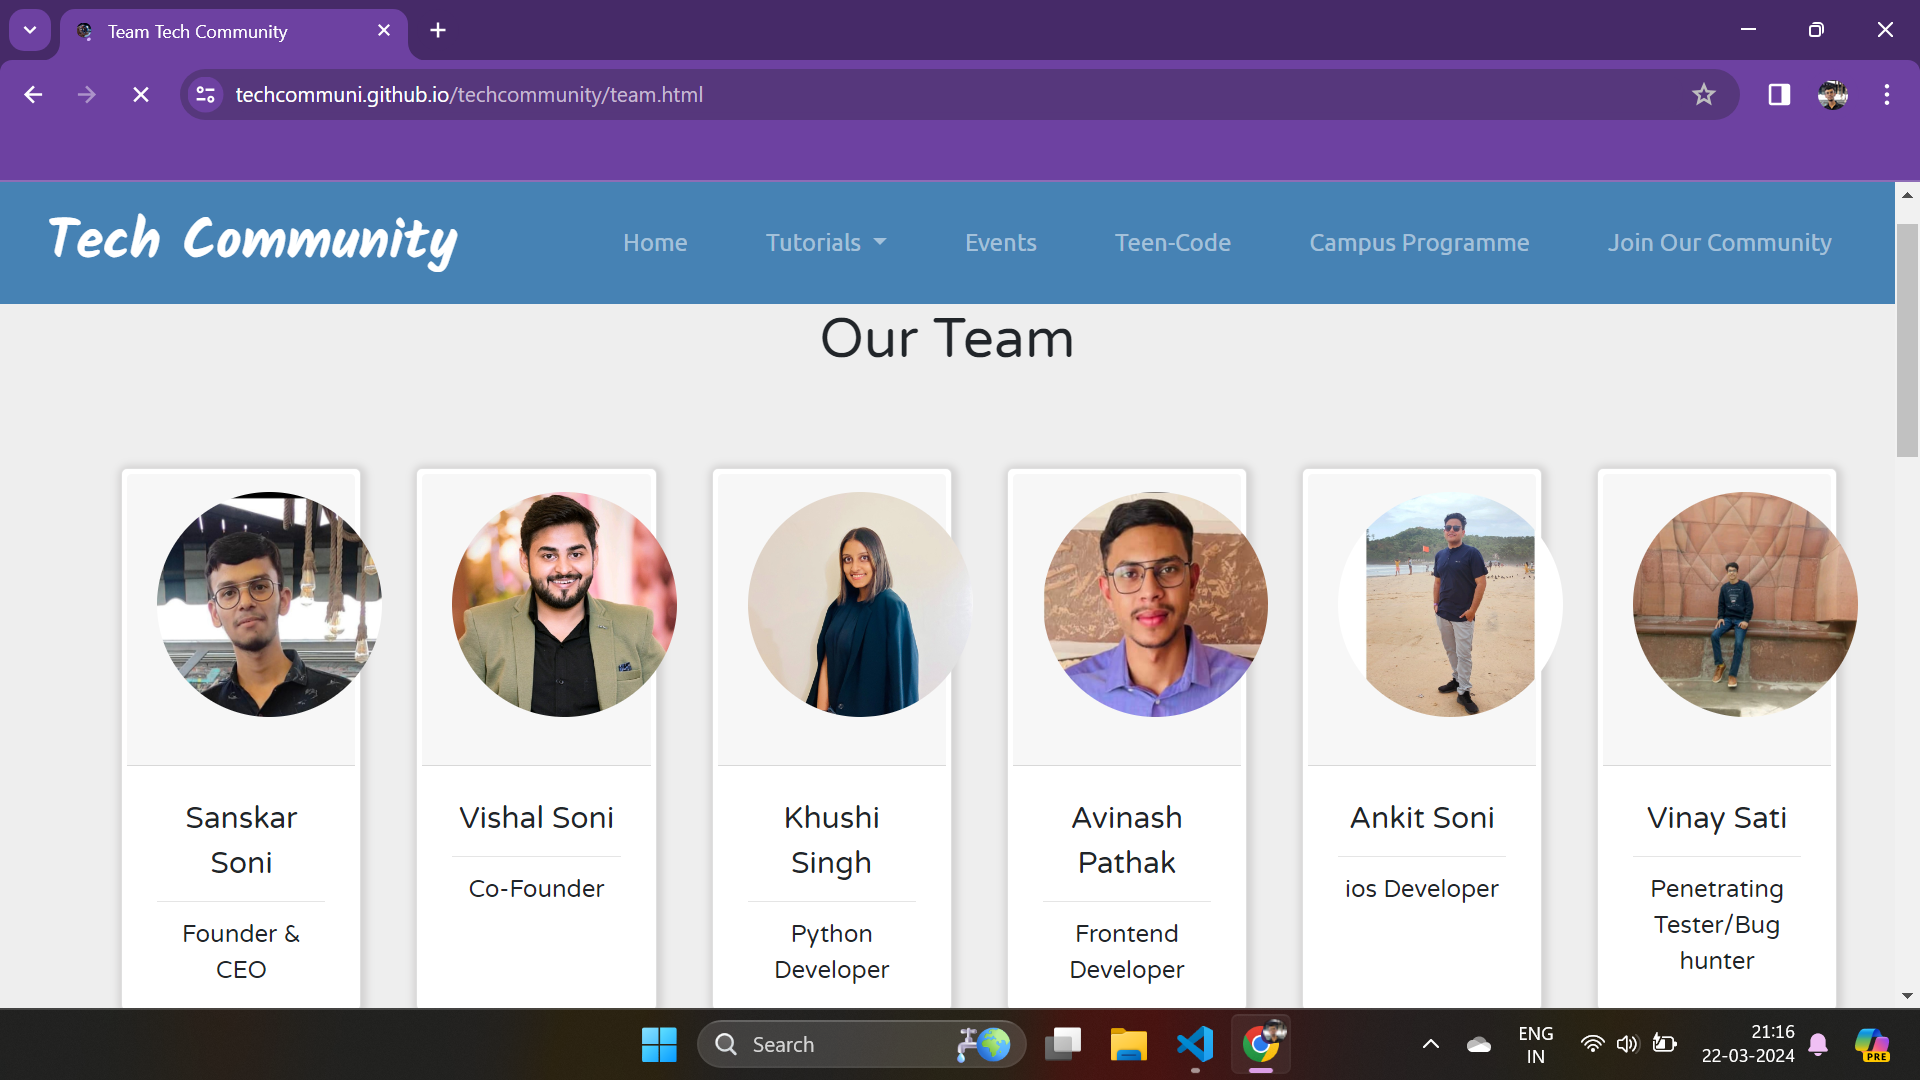 Team Tech Community
techcommuni.github.io/techcommunity/team.html
Tech Community
Home
Tutorials
Events
Teen-Code
Campus Programme
Join Our Community
Our Team
Sanskar
Soni
Founder &
CEO
Vishal Soni
Co-Founder
Khushi
Singh
Python
Developer
Avinash
Pathak
Frontend
Developer
Ankit Soni
ios Developer
Vinay Sati
Penetrating
Tester/Bug
hunter
Search
ENG
IN
21:16
22-03-2024
PRE